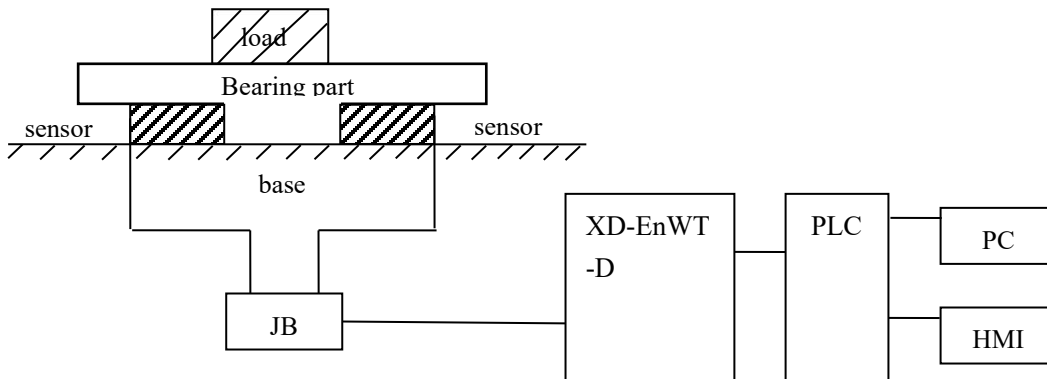 load
Bearing part
sensor
sensor
base
XD-EnWT
-D
PLC
PC
JB
HMI